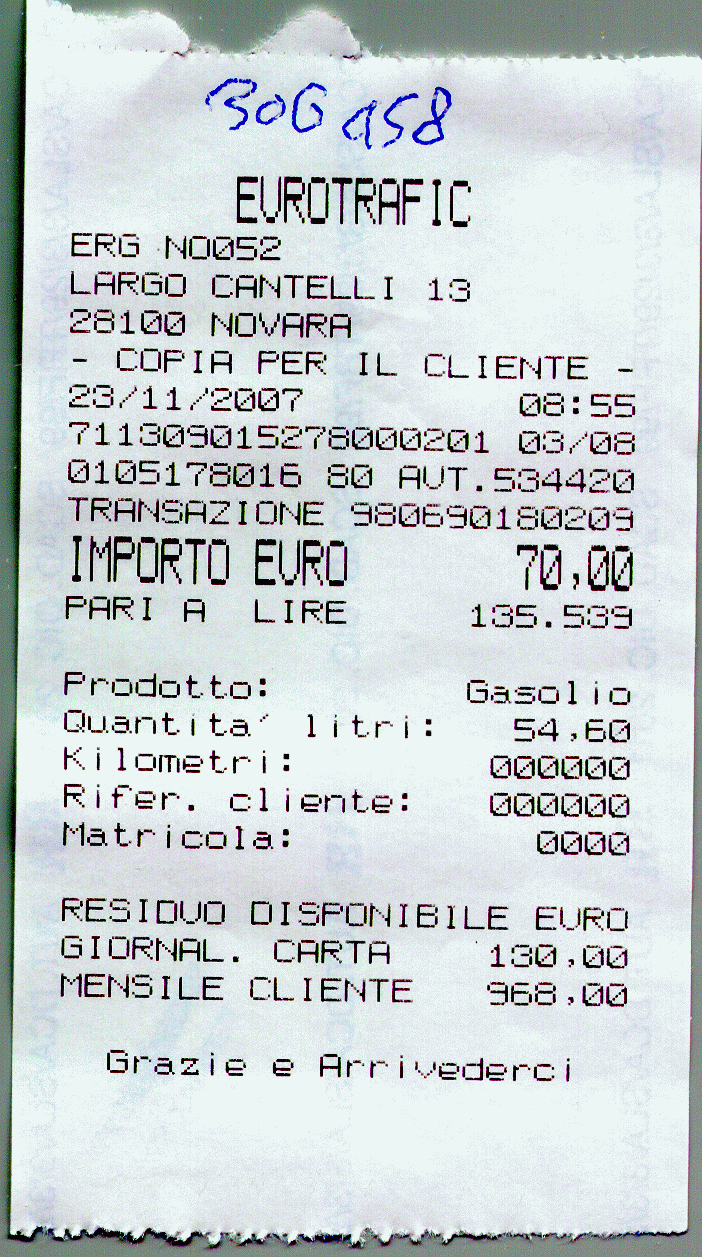 BOG 158
EUROTRAFIC
ERG NO052
LARGO CANTELLI 13
28100 NOVARA
- COPIA PER IL CLIENTE -
23/11/2007 08:55
711309015278000201 03/08
0105178016 80 AUT.534420
TRANSAZIONE 980690180209
IMPORTO EURO 70,00
PARI A LIRE 135.539
Prodotto: Gasolio
Quantita´ litri: 54,60
Kilometri: 000000
Rifer. cliente: 000000
Matricola: 0000
RESIDUO DISPONIBILE EURO
GIORNAL. CARTA 130,00
MENSILE CLIENTE 968,00
Grazie e Arrivederci